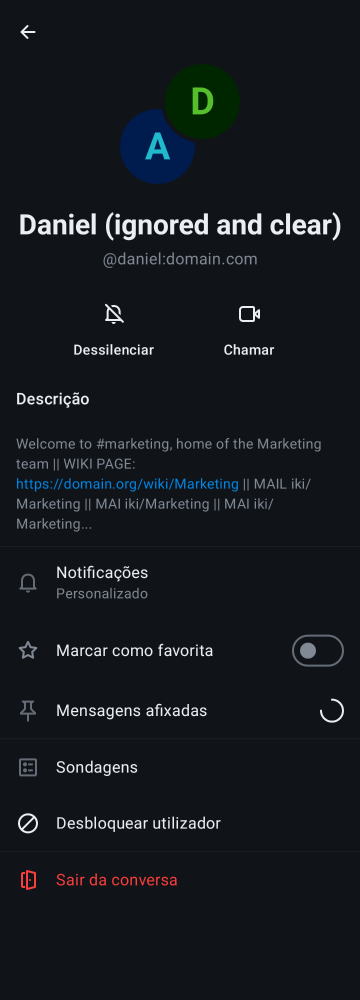 D
A
Daniel (ignored and clear)
@daniel:domain.com
Dessilenciar
Chamar
Descrição
Welcome to #marketing, home of the Marketing
team || WIKI PAGE:
https://domain.org/wiki/Marketing || MAIL iki/
Marketing || MAI iki/Marketing || MAI iki/
Marketing...
Notificações
Personalizado
Marcar como favorita
Mensagens afixadas
Sondagens
Desbloquear utilizador
Sair da conversa